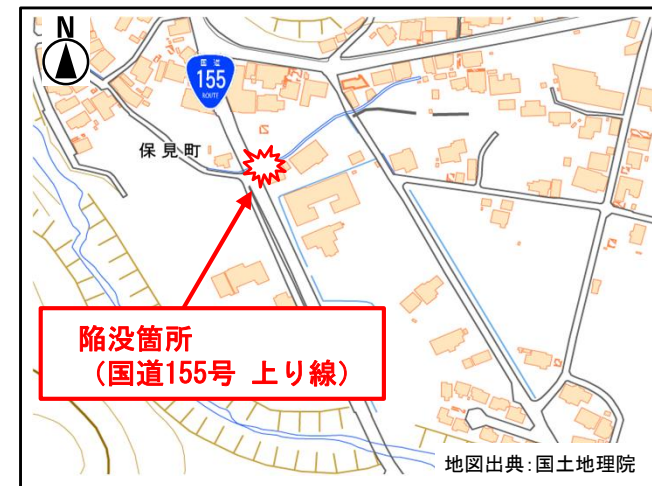 N
国道
155
ROUTE
保見町
陥没箇所
（国道155号 上り線）
地図出典：国土地理院